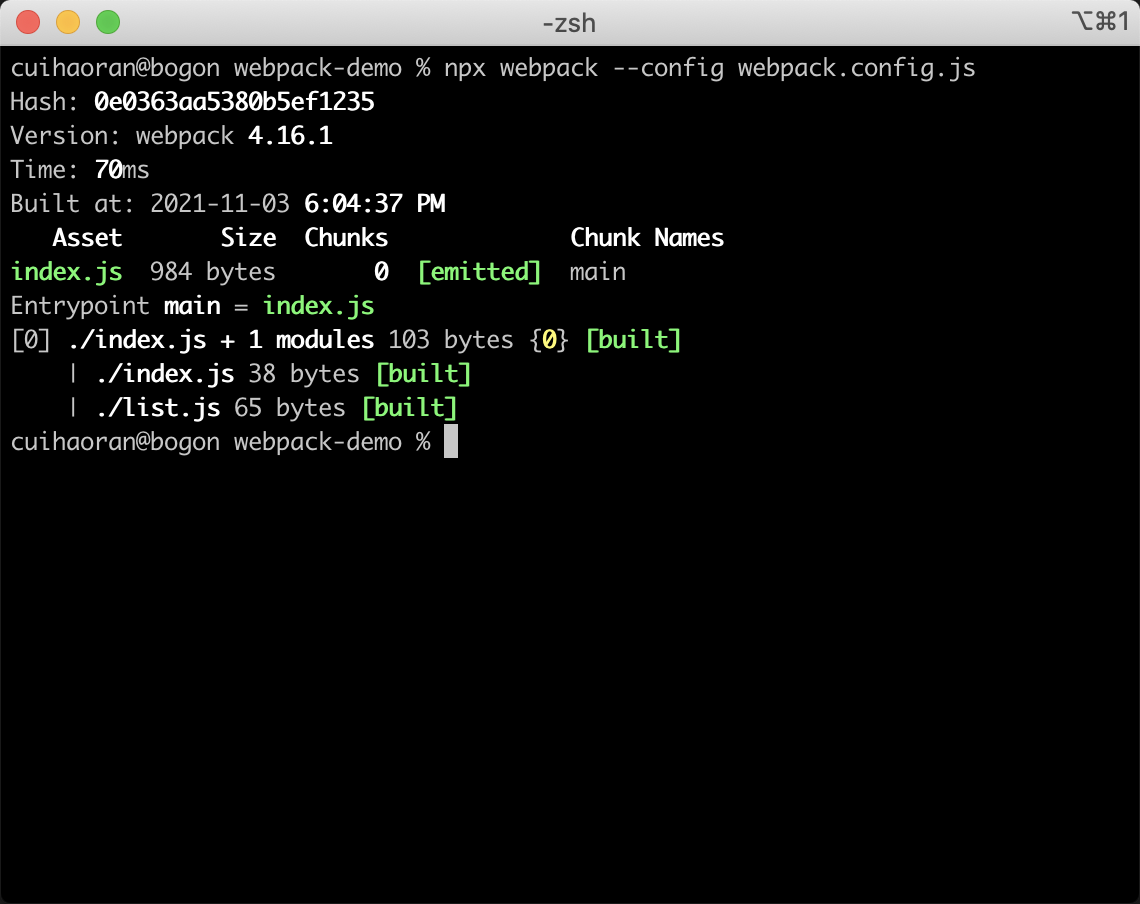 -zsh
⌥⌘1
cuihaoran@bogon webpack-demo % npx webpack --config webpack.config.js
Hash: 0e0363aa5380b5ef1235
Version: webpack 4.16.1
Time: 70ms
Built at: 2021-11-03 6:04:37 PM
   Asset       Size  Chunks             Chunk Names
index.js  984 bytes       0  [emitted]  main
Entrypoint main = index.js
[0] ./index.js + 1 modules 103 bytes {0} [built]
    | ./index.js 38 bytes [built]
    | ./list.js 65 bytes [built]
cuihaoran@bogon webpack-demo %